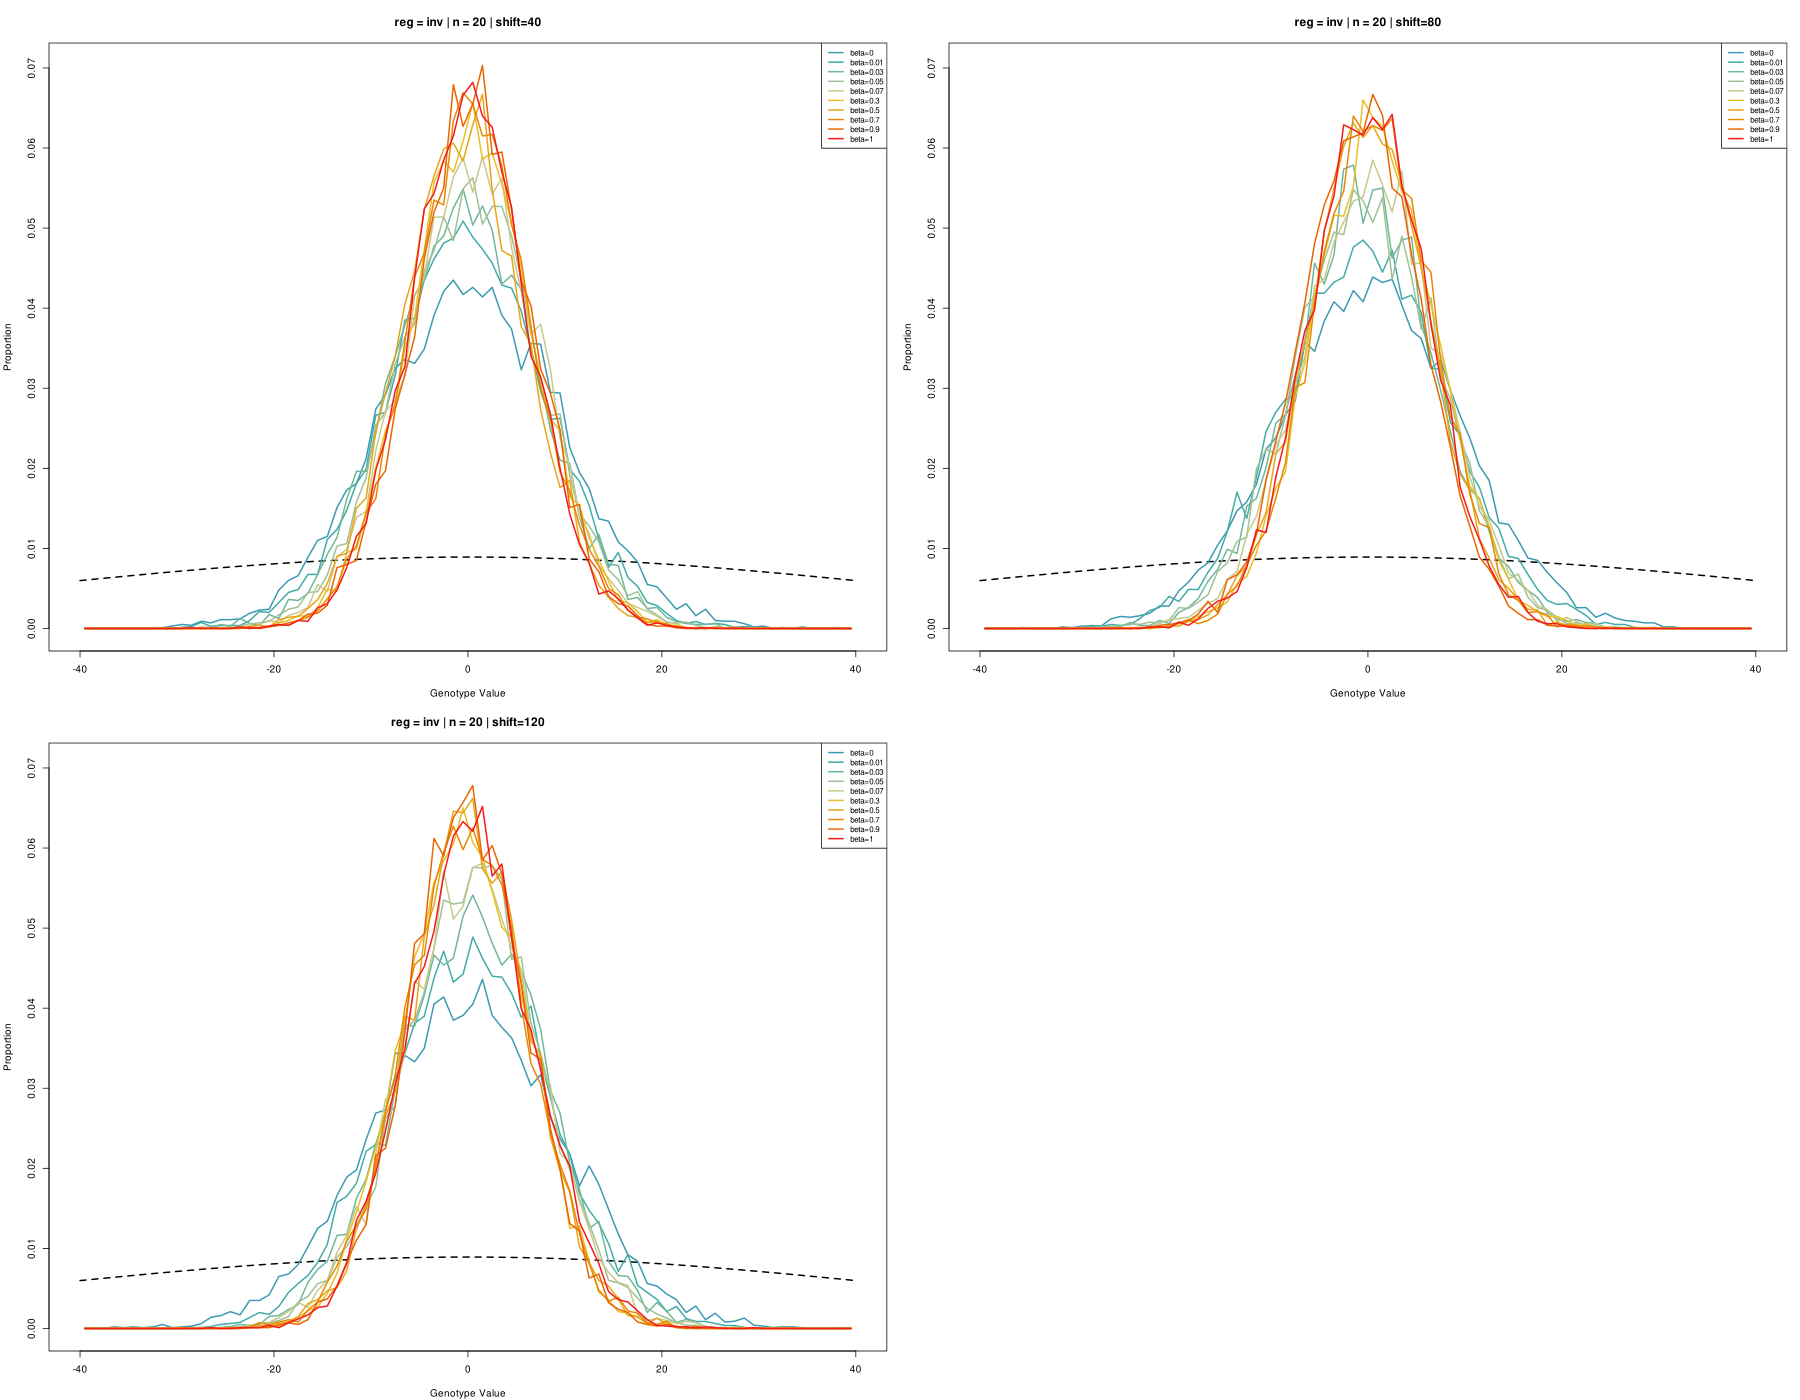 reg = inv | n = 20 | shift=40
beta=0
beta=0.01
beta=0.03
beta=0.05
beta=0.07
beta=0.3
beta=0.5
beta=0.7
beta=0.9
beta=1
Proportion
0.07
0.06
0.05
0.04
0.03
0.02
0.01
0.00
-40 -20 0 20 40
Genotype Value
reg = inv | n = 20 | shift=80
beta=0
beta=0.01
beta=0.03
beta=0.05
beta=0.07
beta=0.3
beta=0.5
beta=0.7
beta=0.9
beta=1
Proportion
0.07
0.06
0.05
0.04
0.03
0.02
0.01
0.00
-40 -20 0 20 40
Genotype Value
reg = inv | n = 20 | shift=120
beta=0
beta=0.01
beta=0.03
beta=0.05
beta=0.07
beta=0.3
beta=0.5
beta=0.7
beta=0.9
beta=1
Proportion
0.07
0.06
0.05
0.04
0.03
0.02
0.01
0.00
-40 -20 0 20 40
Genotype Value